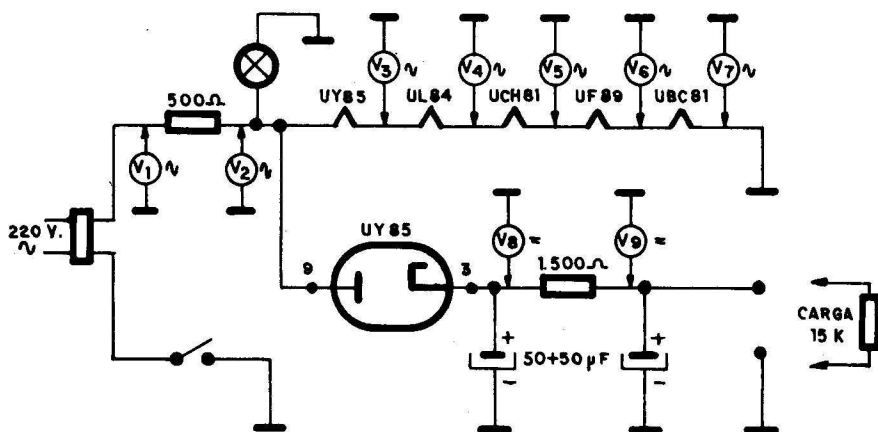 V3 ∿ V4 ∿ V5 ∿ V6 ∿ V7 ∿
500Ω UY85 UL84 UCH81 UF89 UBC81
V1 ∿ V2 ∿
220 V.
∿
UY85
V8 = V9 =
9 3 1.500Ω
CARGA
15 K
+ 50+50µF +
- -